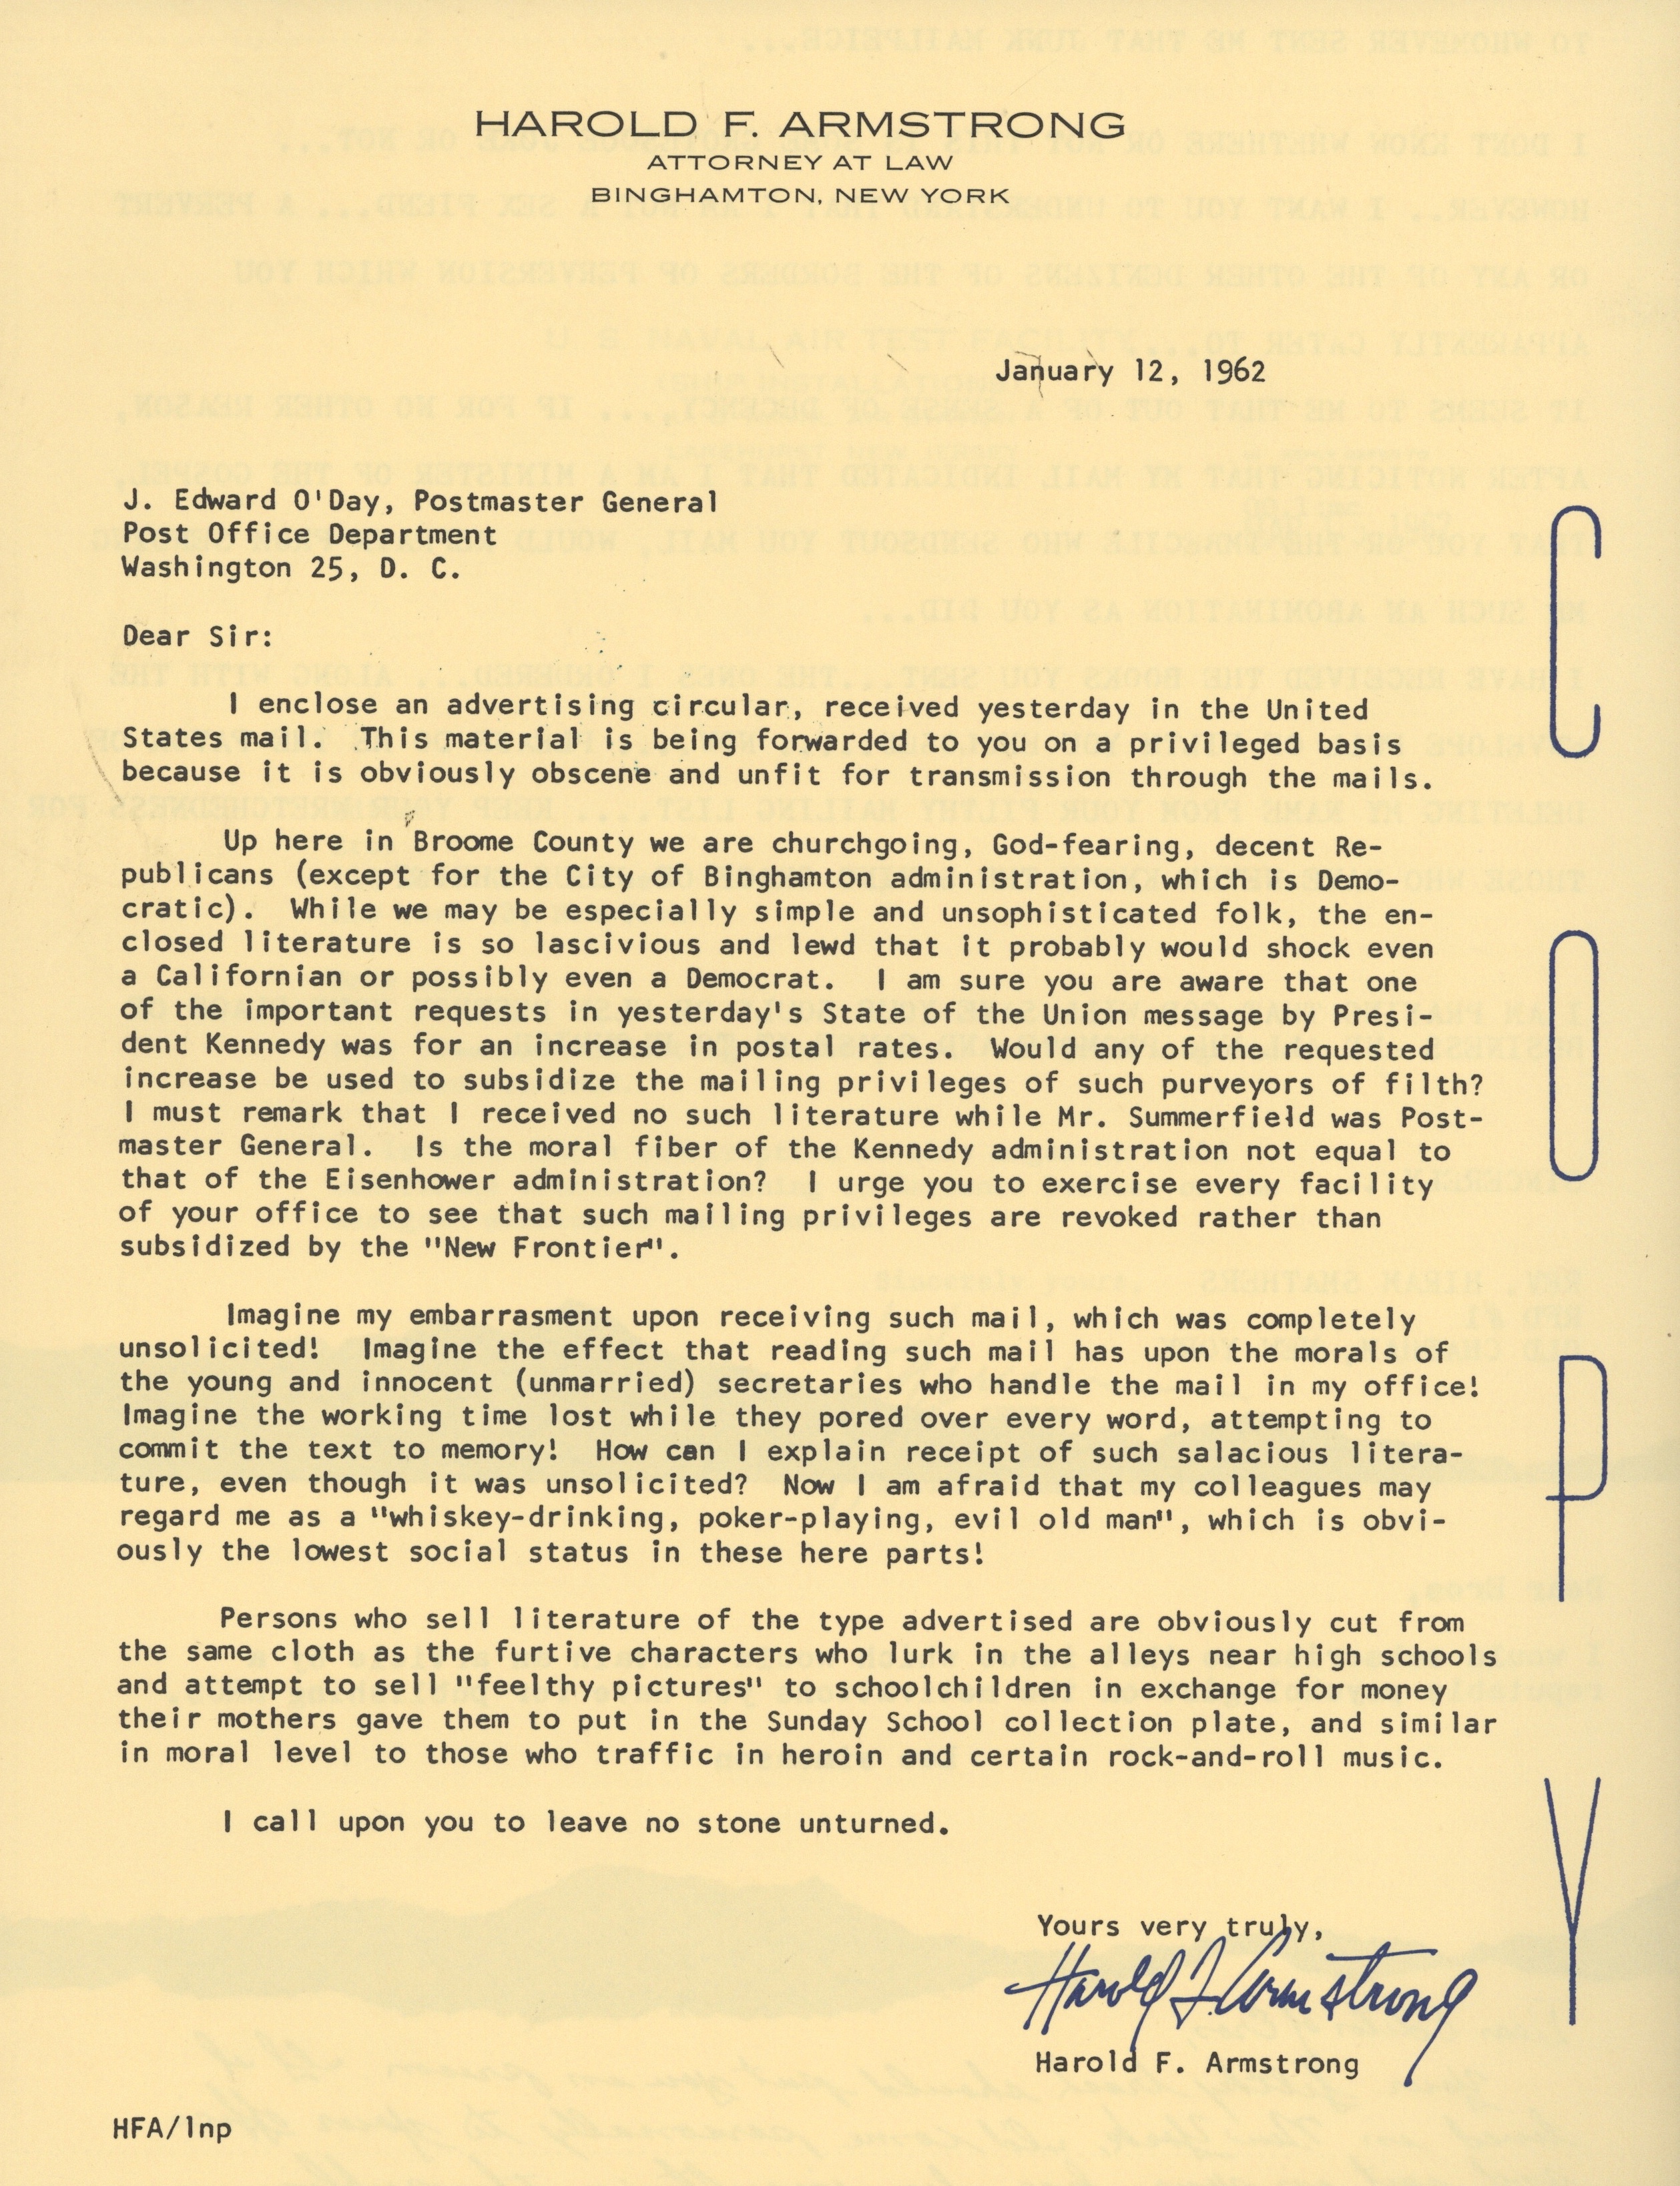 HAROLD F. ARMSTRONG
ATTORNEY AT LAW
BINGHAMTON, NEW YORK
January 12, 1962
J. Edward O'Day, Postmaster General
Post Office Department
Washington 25, D. C.
Dear Sir:
I enclose an advertising circular, received yesterday in the United
States mail. This material is being forwarded to you on a privileged basis
because it is obviously obscene and unfit for transmission through the mails.
Up here in Broome County we are churchgoing, God-fearing, decent Re-
publicans (except for the City of Binghamton administration, which is Demo-
cratic). While we may be especially simple and unsophisticated folk, the en-
closed literature is so lascivious and lewd that it probably would shock even
a Californian or possibly even a Democrat. I am sure you are aware that one
of the important requests in yesterday's State of the Union message by Presi-
dent Kennedy was for an increase in postal rates. Would any of the requested
increase be used to subsidize the mailing privileges of such purveyors of filth?
I must remark that I received no such literature while Mr. Summerfield was Post-
master General. Is the moral fiber of the Kennedy administration not equal to
that of the Eisenhower administration? I urge you to exercise every facility
of your office to see that such mailing privileges are revoked rather than
subsidized by the "New Frontier".
Imagine my embarrasment upon receiving such mail, which was completely
unsolicited! Imagine the effect that reading such mail has upon the morals of
the young and innocent (unmarried) secretaries who handle the mail in my office!
Imagine the working time lost while they pored over every word, attempting to
commit the text to memory! How can I explain receipt of such salacious litera-
ture, even though it was unsolicited? Now I am afraid that my colleagues may
regard me as a "whiskey-drinking, poker-playing, evil old man", which is obvi-
ously the lowest social status in these here parts!
Persons who sell literature of the type advertised are obviously cut from
the same cloth as the furtive characters who lurk in the alleys near high schools
and attempt to sell "feelthy pictures" to schoolchildren in exchange for money
their mothers gave them to put in the Sunday School collection plate, and similar
in moral level to those who traffic in heroin and certain rock-and-roll music.
I call upon you to leave no stone unturned.
Yours very truly,
Harold F. Armstrong
Harold F. Armstrong
HFA/lnp
COPY